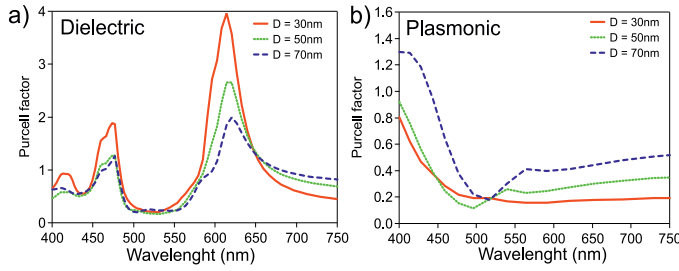 a) Dielectric
D = 30nm
D = 50nm
D = 70nm
Purcell factor
4
3
2
1
0
400 450 500 550 600 650 700 750
Wavelenght (nm)
b) Plasmonic
D = 30nm
D = 50nm
D = 70nm
Purcell factor
1.6
1.4
1.2
1.0
0.8
0.6
0.4
0.2
0.0
400 450 500 550 600 650 700 750
Wavelenght (nm)